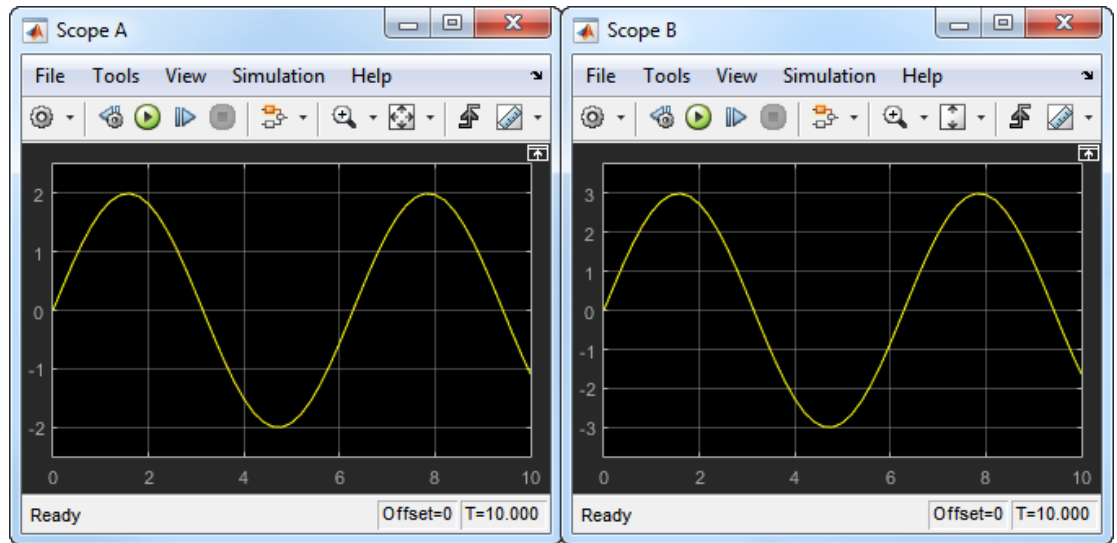 Scope A
File Tools View Simulation Help
2
1
0
-1
-2
0 2 4 6 8 10
Ready Offset=0 T=10.000
Scope B
File Tools View Simulation Help
3
2
1
0
-1
-2
-3
0 2 4 6 8 10
Ready Offset=0 T=10.000